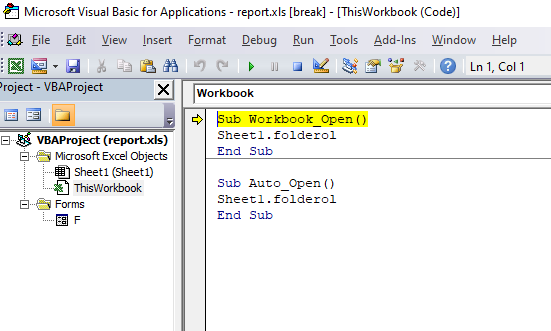 Microsoft Visual Basic for Applications - report.xls [break] - [ThisWorkbook (Code)]
File Edit View Insert Format Debug Run Tools Add-Ins Window Help
Ln 1, Col 1
Project - VBAProject
Workbook
VBAProject (report.xls)
Microsoft Excel Objects
Sheet1 (Sheet1)
ThisWorkbook
Forms
F
Sub Workbook_Open()
Sheet1.folderol
End Sub
Sub Auto_Open()
Sheet1.folderol
End Sub